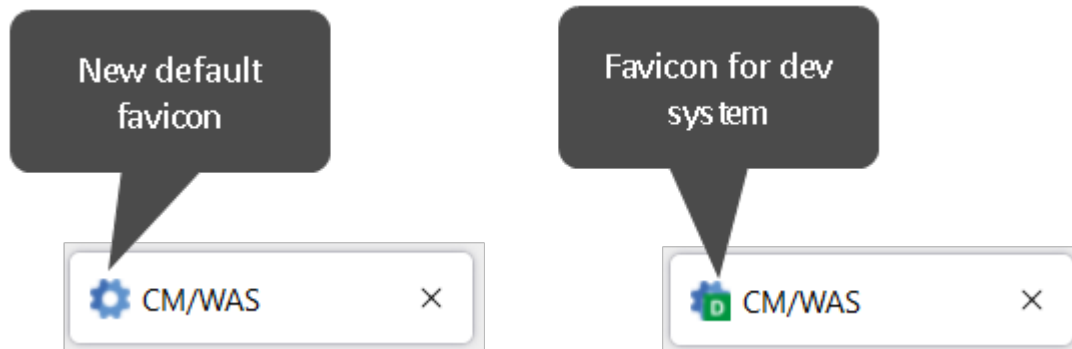 New default
favicon
Favicon for dev
system
CM/WAS
D CM/WAS